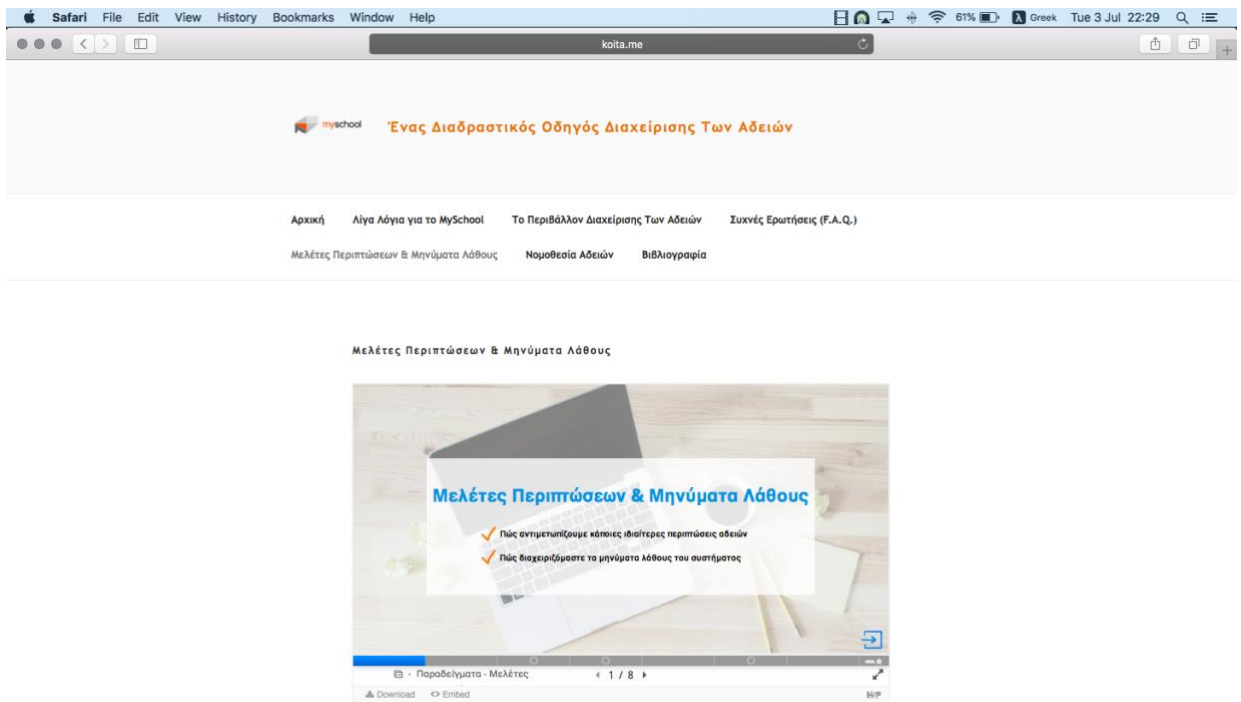 Safari File Edit View History Bookmarks Window Help 61% Greek Tue 3 Jul 22:29
koita.me
myschool Ένας Διαδραστικός Οδηγός Διαχείρισης Των Αδειών
Αρχική Λίγα Λόγια για το MySchool Το Περιβάλλον Διαχείρισης Των Αδειών Συχνές Ερωτήσεις (F.A.Q.)
Μελέτες Περιπτώσεων & Μηνύματα Λάθους Νομοθεσία Αδειών Βιβλιογραφία
Μελέτες Περιπτώσεων & Μηνύματα Λάθους
Μελέτες Περιπτώσεων & Μηνύματα Λάθους
Πώς αντιμετωπίζουμε κάποιες ιδιαίτερες περιπτώσεις αδειών
Πώς διαχειριζόμαστε τα μηνύματα λάθους του συστήματος
- Παραδείγματα - Μελέτες 1 / 8
Download <> Embed H5P